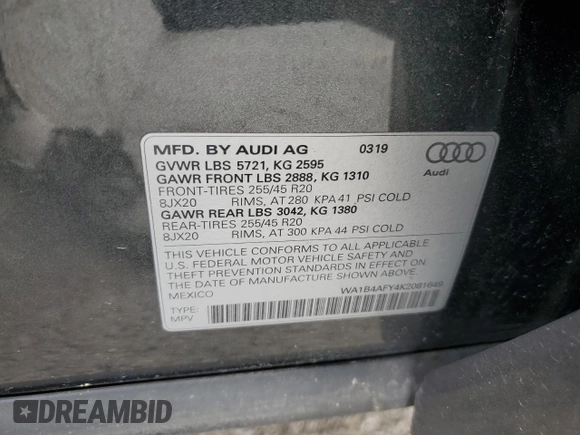 MFD. BY AUDI AG 0319
GVWR LBS 5721, KG 2595
GAWR FRONT LBS 2888, KG 1310
FRONT-TIRES 255/45 R20
8JX20 RIMS, AT 280 KPA 41 PSI COLD
GAWR REAR LBS 3042, KG 1380
REAR-TIRES 255/45 R20
8JX20 RIMS, AT 300 KPA 44 PSI COLD
Audi
THIS VEHICLE CONFORMS TO ALL APPLICABLE
U.S. FEDERAL MOTOR VEHICLE SAFETY AND
THEFT PREVENTION STANDARDS IN EFFECT ON
THE DATE OF MANUFACTURE SHOWN ABOVE.
MEXICO
WA1B4AFY4K2081649
TYPE:
MPV
DREAMBID